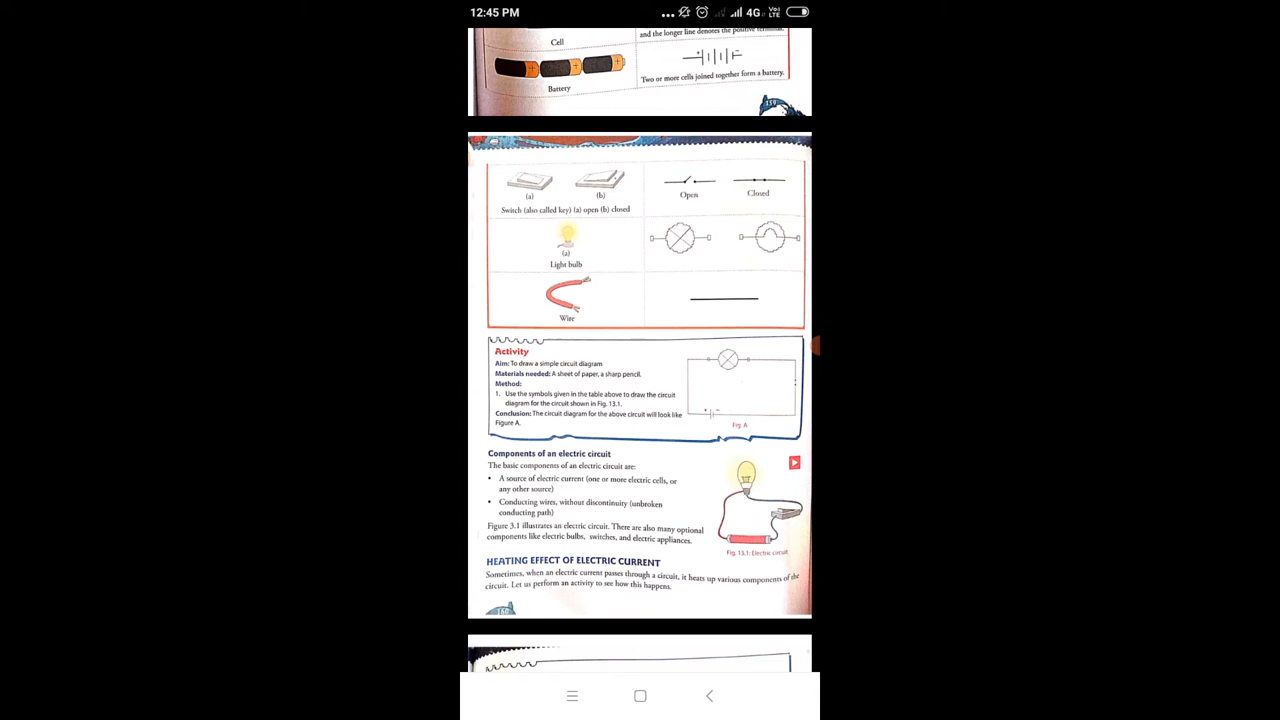 12:45 PM
4G
Vo)
LTE
and the longer line denotes the positive terminal.
Cell
Two or more cells joined together form a battery.
Battery
159
(a)
(b)
Open
Closed
Switch (also called key) (a) open (b) closed
(a)
Light bulb
Wire
Activity
Aim: To draw a simple circuit diagram
Materials needed: A sheet of paper, a sharp pencil.
Method:
1. Use the symbols given in the table above to draw the circuit
diagram for the circuit shown in Fig. 13.1.
Conclusion: The circuit diagram for the above circuit will look like
Figure A.
Fig. A
Components of an electric circuit
The basic components of an electric circuit are:
• A source of electric current (one or more electric cells, or
any other source)
• Conducting wires, without discontinuity (unbroken
conducting path)
Figure 3.1 illustrates an electric circuit. There are also many optional
components like electric bulbs, switches, and electric appliances.
Fig. 13.1: Electric circuit
HEATING EFFECT OF ELECTRIC CURRENT
Sometimes, when an electric current passes through a circuit, it heats up various components of the
circuit. Let us perform an activity to see how this happens.
160